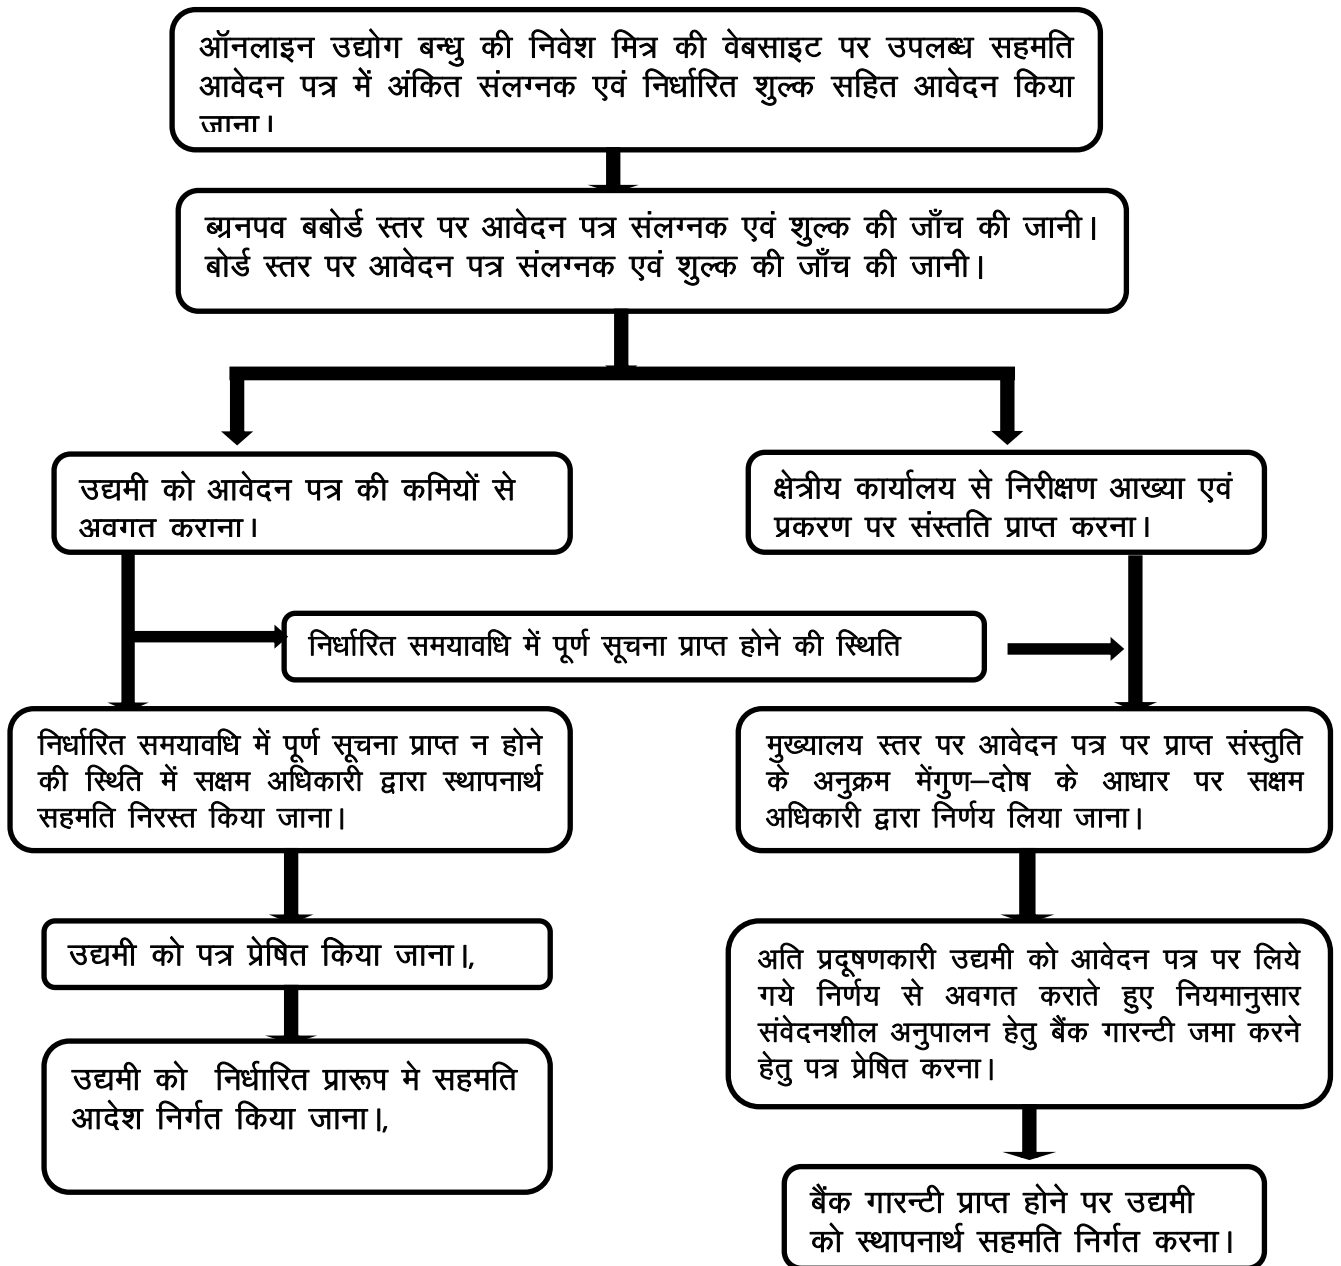 ऑनलाइन उद्योग बन्धु की निवेश मित्र की वेबसाइट पर उपलब्ध सहमति
आवेदन पत्र में अंकित संलग्नक एवं निर्धारित शुल्क सहित आवेदन किया
जाना।
ब्ग्रनपव बबोर्ड स्तर पर आवेदन पत्र संलग्नक एवं शुल्क की जाँच की जानी।
बोर्ड स्तर पर आवेदन पत्र संलग्नक एवं शुल्क की जाँच की जानी।
उद्यमी को आवेदन पत्र की कमियों से
अवगत कराना।
क्षेत्रीय कार्यालय से निरीक्षण आख्या एवं
प्रकरण पर संस्तति प्राप्त करना।
निर्धारित समयावधि में पूर्ण सूचना प्राप्त होने की स्थिति
निर्धारित समयावधि में पूर्ण सूचना प्राप्त न होने
की स्थिति में सक्षम अधिकारी द्वारा स्थापनार्थ
सहमति निरस्त किया जाना।
मुख्यालय स्तर पर आवेदन पत्र पर प्राप्त संस्तुति
के अनुक्रम मेंगुण–दोष के आधार पर सक्षम
अधिकारी द्वारा निर्णय लिया जाना।
उद्यमी को पत्र प्रेषित किया जाना।,
अति प्रदूषणकारी उद्यमी को आवेदन पत्र पर लिये
गये निर्णय से अवगत कराते हुए नियमानुसार
संवेदनशील अनुपालन हेतु बैंक गारन्टी जमा करने
हेतु पत्र प्रेषित करना।
उद्यमी को निर्धारित प्रारूप मे सहमति
आदेश निर्गत किया जाना।,
बैंक गारन्टी प्राप्त होने पर उद्यमी
को स्थापनार्थ सहमति निर्गत करना।